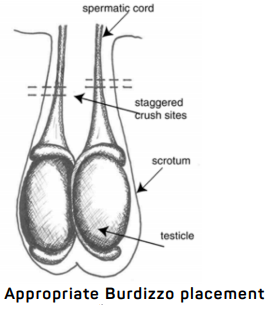 spermatic cord
staggered
crush sites
scrotum
testicle
Appropriate Burdizzo placement